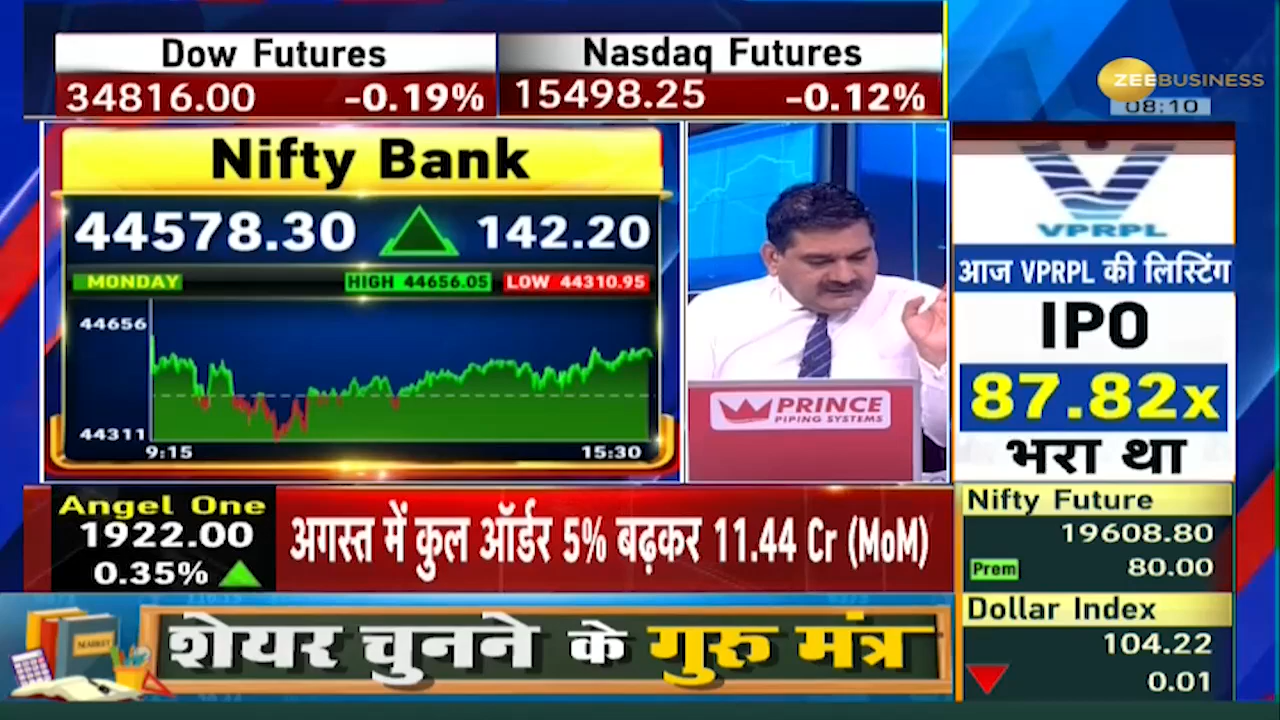 Dow Futures
34816.00 -0.19%
Nasdaq Futures
15498.25 -0.12%
ZEEBUSINESS
08:10
Nifty Bank
44578.30 142.20
MONDAY HIGH 44656.05 LOW 44310.95
44656
44311
9:15 15:30
PRINCE
PIPING SYSTEMS
VPRPL
आज VPRPL की लिस्टिंग
IPO
87.82x
भरा था
Angel One
1922.00
0.35%
अगस्त में कुल ऑर्डर 5% बढ़कर 11.44 Cr (MoM)
Nifty Future
19608.80
Prem 80.00
Dollar Index
104.22
0.01
MARKET
शेयर चुनने के गुरु मंत्र